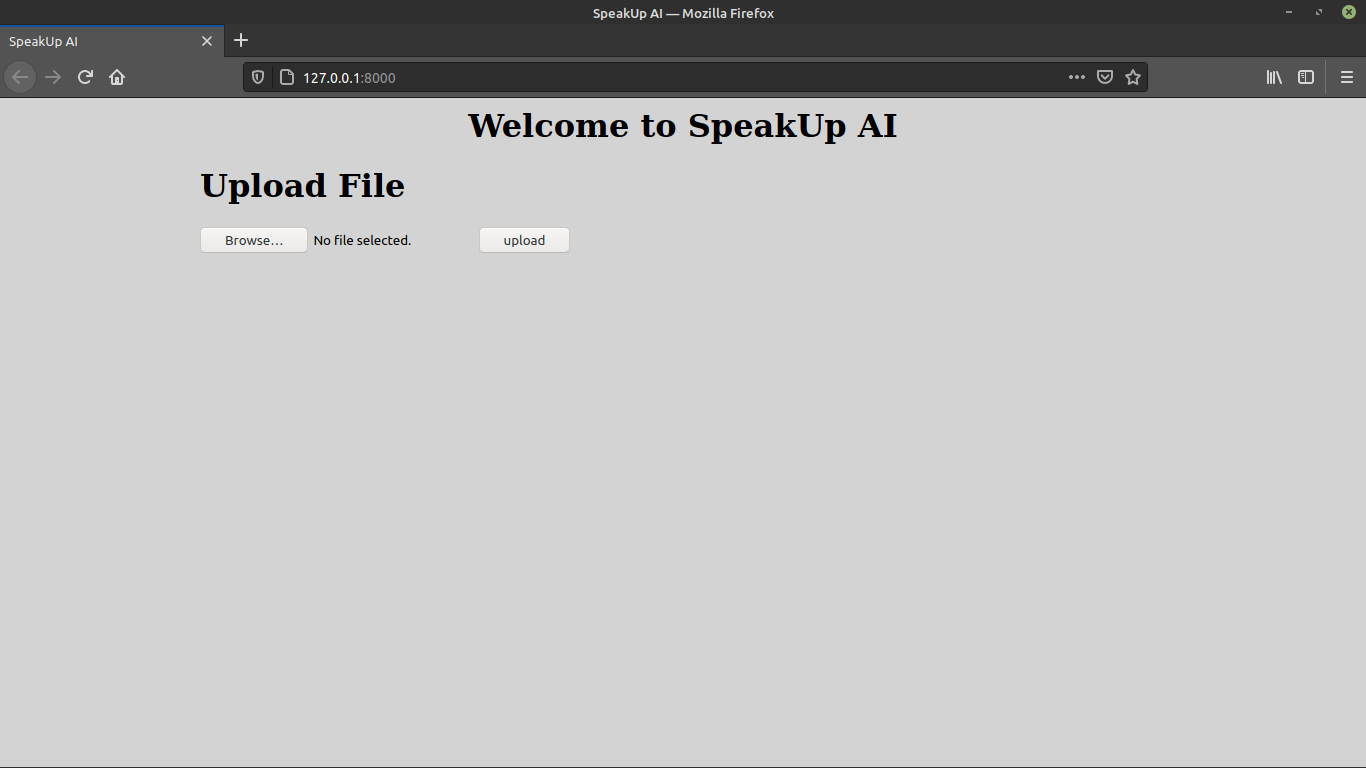 SpeakUp AI — Mozilla Firefox
SpeakUp AI
127.0.0.1:8000
Welcome to SpeakUp AI
Upload File
Browse… No file selected. upload